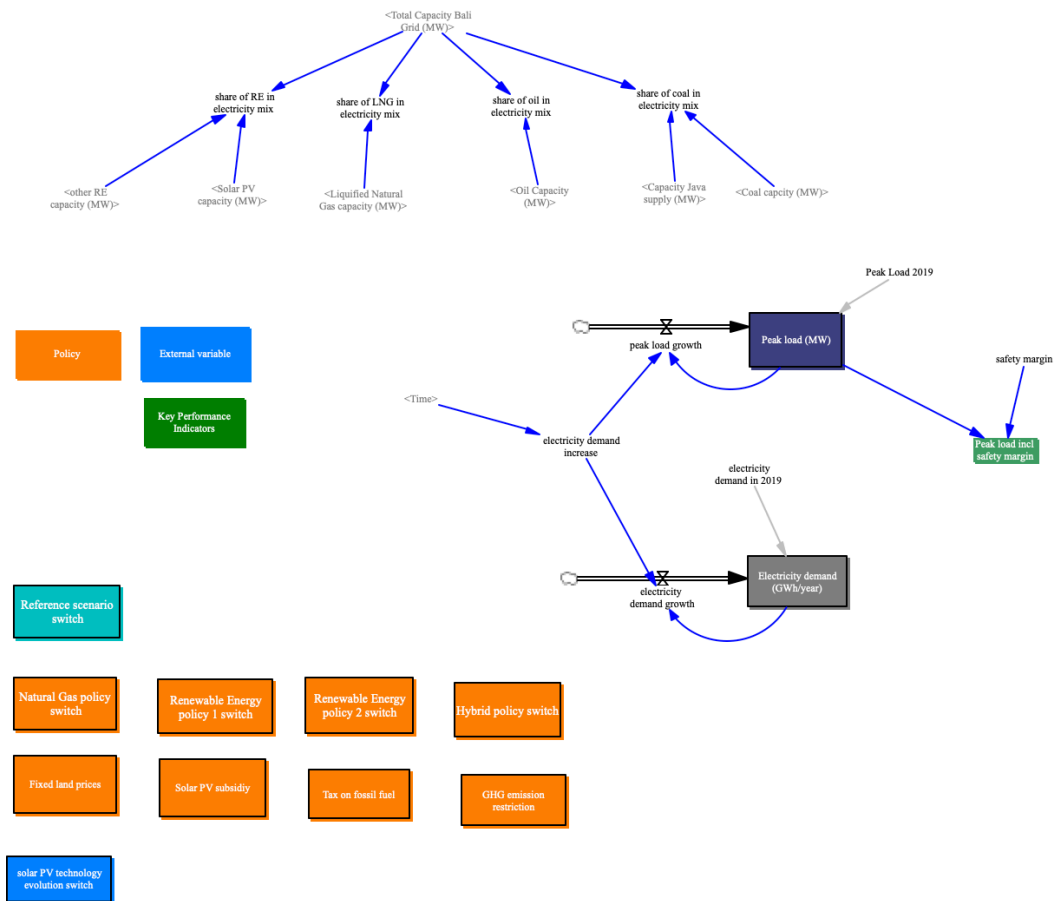 <Total Capacity Bali
Grid (MW)>
share of RE in
electricity mix
share of LNG in
electricity mix
share of oil in
electricity mix
share of coal in
electricity mix
<other RE
capacity (MW)>
<Solar PV
capacity (MW)>
<Liquified Natural
Gas capacity (MW)>
<Oil Capacity
(MW)>
<Capacity Java
supply (MW)>
<Coal capcity (MW)>
Peak Load 2019
Policy
External variable
Peak load (MW)
peak load growth
safety margin
Key Performance
Indicators
<Time>
electricity demand
increase
Peak load incl
safety margin
electricity
demand in 2019
Electricity demand
(GWh/year)
electricity
demand growth
Reference scenario
switch
Natural Gas policy
switch
Renewable Energy
policy 1 switch
Renewable Energy
policy 2 switch
Hybrid policy switch
Fixed land prices
Solar PV subsidiy
Tax on fossil fuel
GHG emission
restriction
solar PV technology
evolution switch